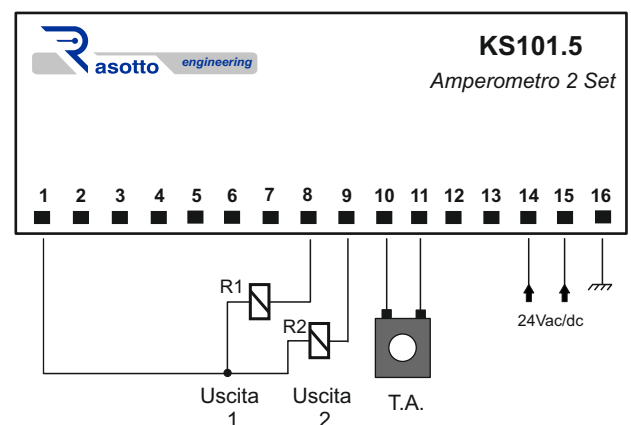 Rasotto engineering
KS101.5
Amperometro 2 Set
1 2 3 4 5 6 7 8 9 10 11 12 13 14 15 16
R1
R2
24Vac/dc
Uscita 1
Uscita 2
T.A.